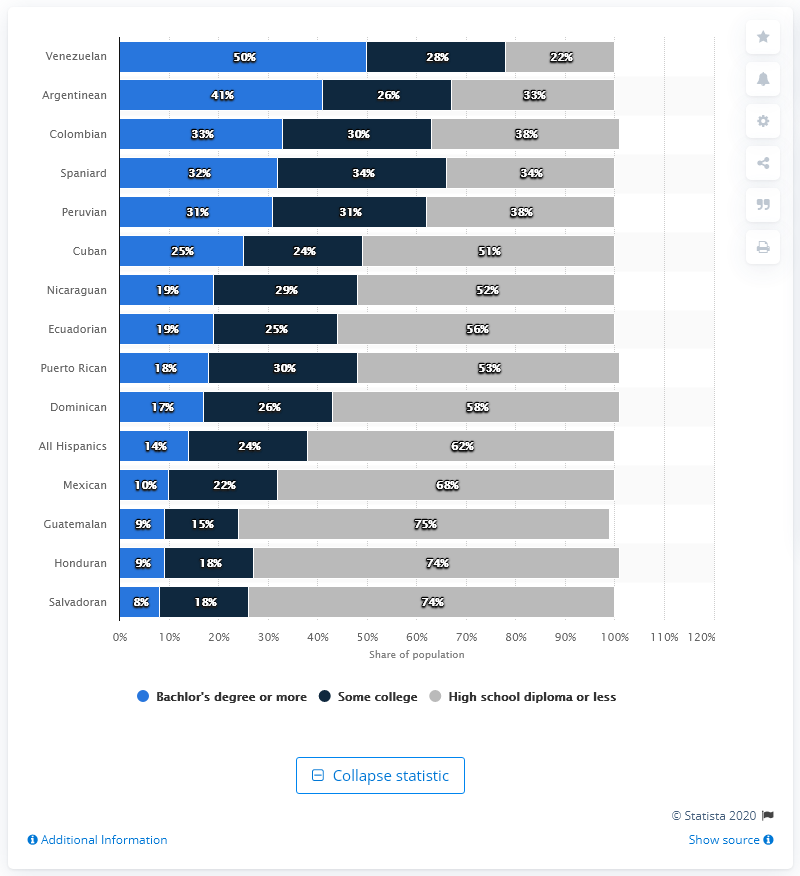 Venezuelan 50% 28% 22%
Argentinean 41% 26% 33%
Colombian 33% 30% 38%
Spaniard 32% 34% 34%
Peruvian 31% 31% 38%
Cuban 25% 24% 51%
Nicaraguan 19% 29% 52%
Ecuadorian 19% 25% 56%
Puerto Rican 18% 30% 53%
Dominican 17% 26% 58%
All Hispanics 14% 24% 62%
Mexican 10% 22% 68%
Guatemalan 9% 15% 75%
Honduran 9% 18% 74%
Salvadoran 8% 18% 74%
0% 10% 20% 30% 40% 50% 60% 70% 80% 90% 100% 110% 120%
Share of population
Bachlor's degree or more Some college High school diploma or less
Collapse statistic
© Statista 2020
Additional Information Show source